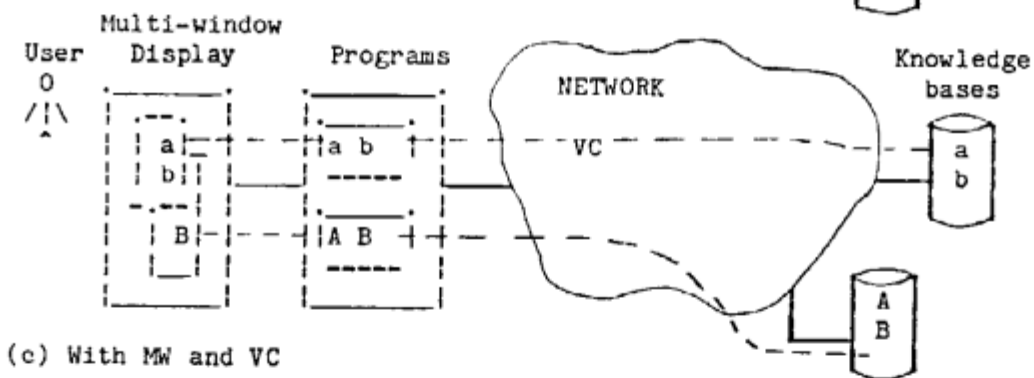 Multi-window
User Display Programs Knowledge
bases
NETWORK
a a b VC a
b b
B A B A
B
(c) With MW and VC